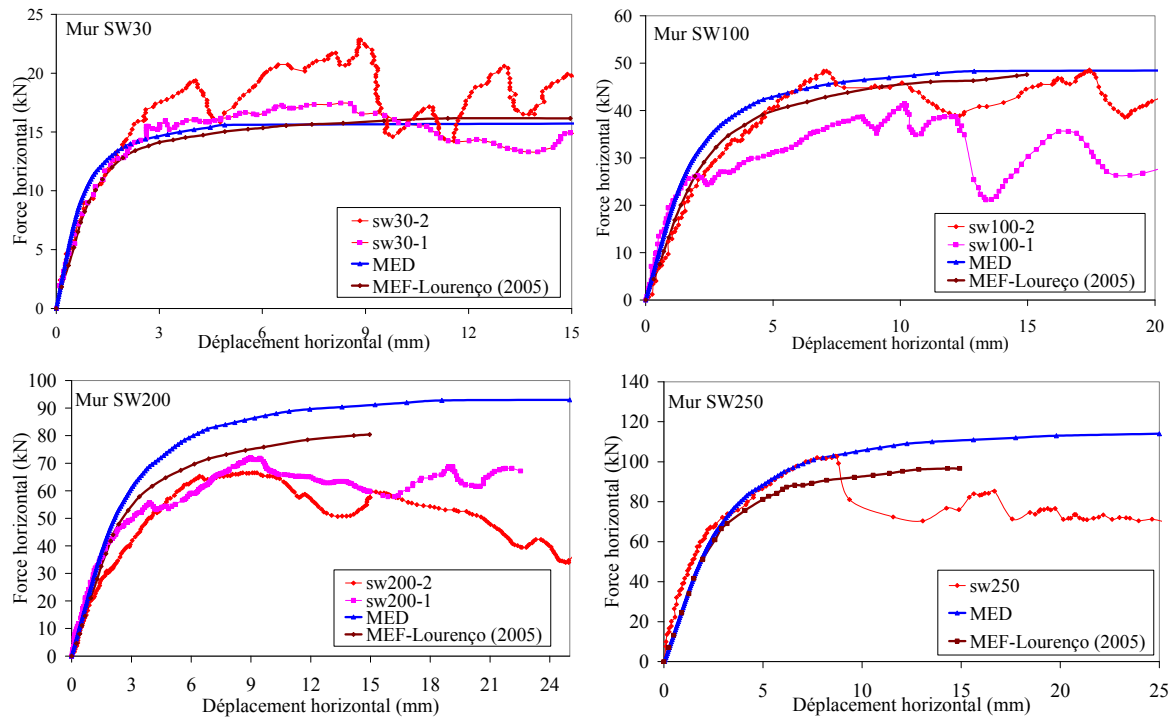 Mur SW30
Force horizontal (kN)
25
20
15
10
5
0
sw30-2
sw30-1
MED
MEF-Lourenço (2005)
0 3 6 9 12 15
Déplacement horizontal (mm)
Mur SW100
Force horizontal (kN)
60
50
40
30
20
10
0
sw100-2
sw100-1
MED
MEF-Loureço (2005)
0 5 10 15 20
Déplacement horizontal (mm)
Mur SW200
Force horizontal (kN)
100
90
80
70
60
50
40
30
20
10
0
sw200-2
sw200-1
MED
MEF-Lourenço (2005)
0 3 6 9 12 15 18 21 24
Déplacement horizontal (mm)
Mur SW250
Force horizontal (kN)
140
120
100
80
60
40
20
0
sw250
MED
MEF-Lourenço (2005)
0 5 10 15 20 25
Déplacement horizontal (mm)